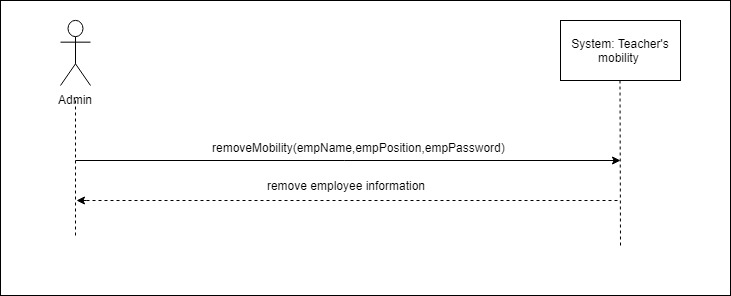 System: Teacher's
mobility
Admin
removeMobility(empName,empPosition,empPassword)
remove employee information